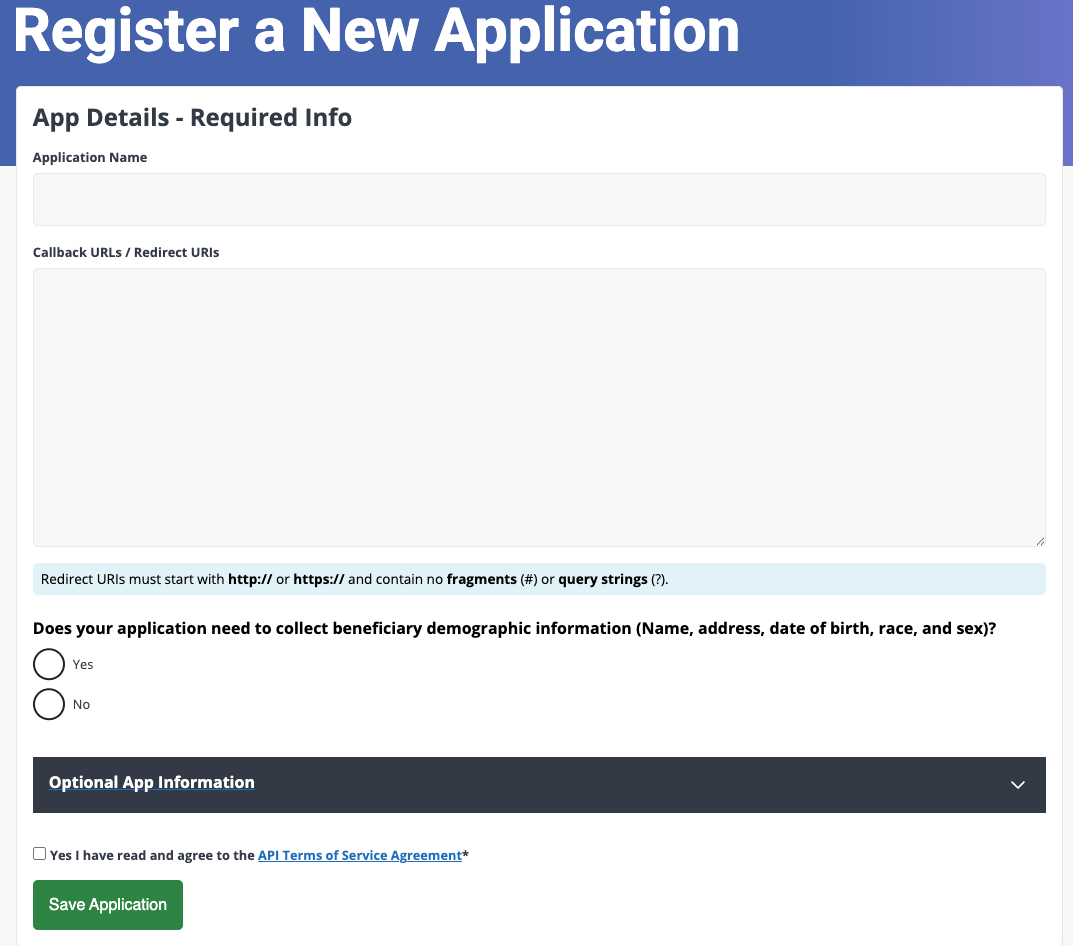 Register a New Application
App Details - Required Info
Application Name
Callback URLs / Redirect URIs
Redirect URIs must start with http:// or https:// and contain no fragments (#) or query strings (?).
Does your application need to collect beneficiary demographic information (Name, address, date of birth, race, and sex)?
Yes
No
Optional App Information
Yes I have read and agree to the API Terms of Service Agreement*
Save Application